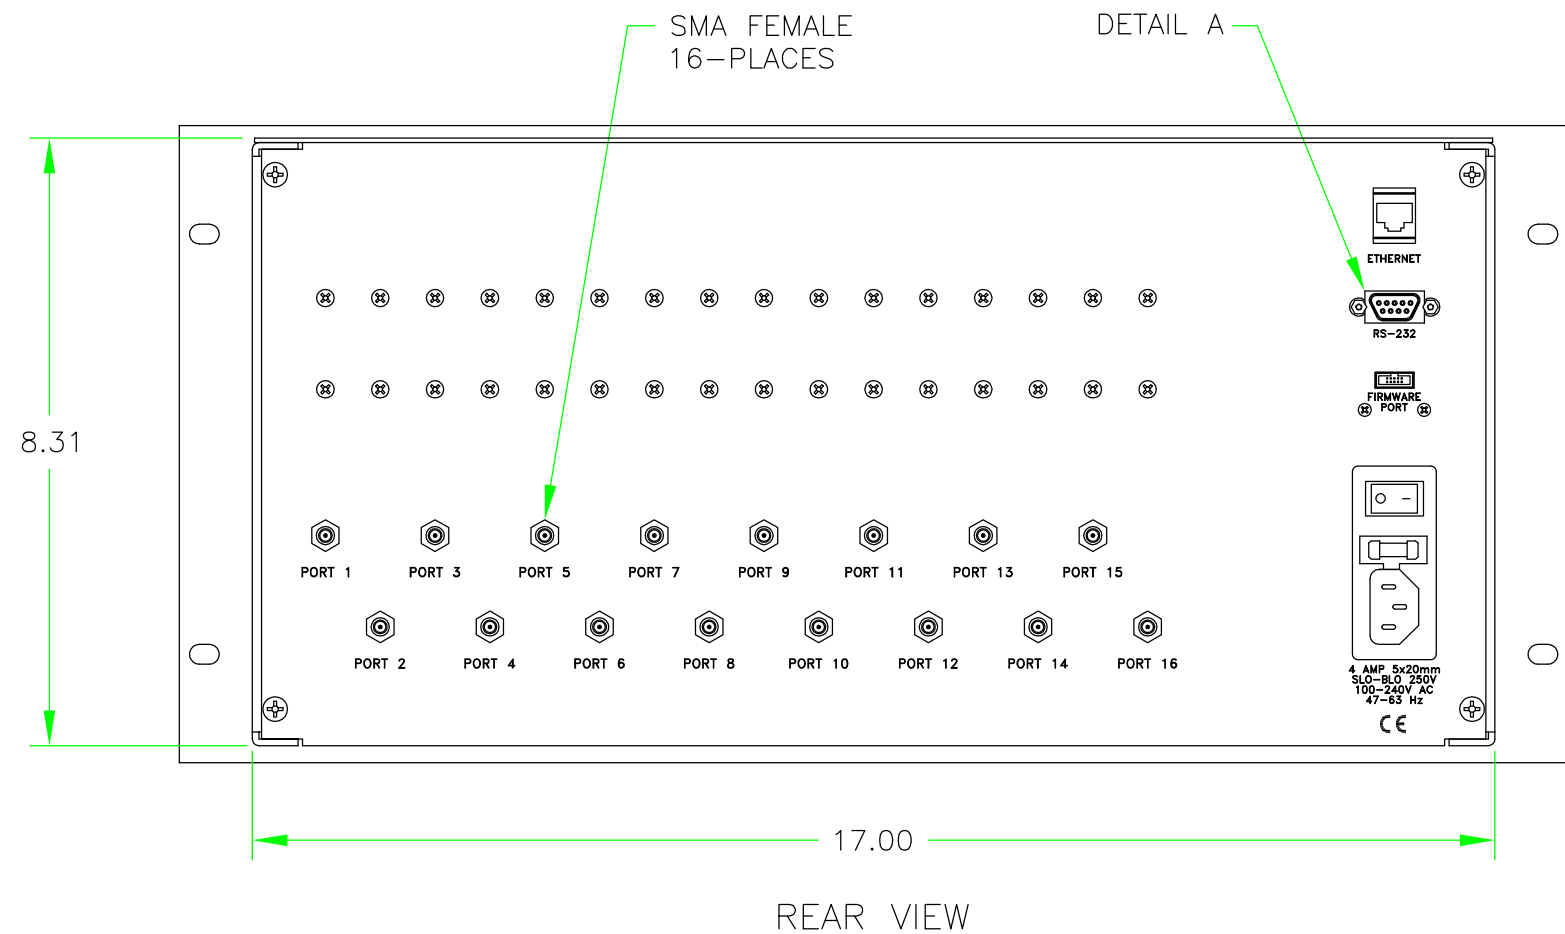 SMA FEMALE
16-PLACES
DETAIL A
ETHERNET
RS-232
FIRMWARE
PORT
8.31
PORT 1
PORT 3
PORT 5
PORT 7
PORT 9
PORT 11
PORT 13
PORT 15
PORT 2
PORT 4
PORT 6
PORT 8
PORT 10
PORT 12
PORT 14
PORT 16
4 AMP 5x20mm
SLO-BLO 250V
100-240V AC
47-63 Hz
CE
17.00
REAR VIEW